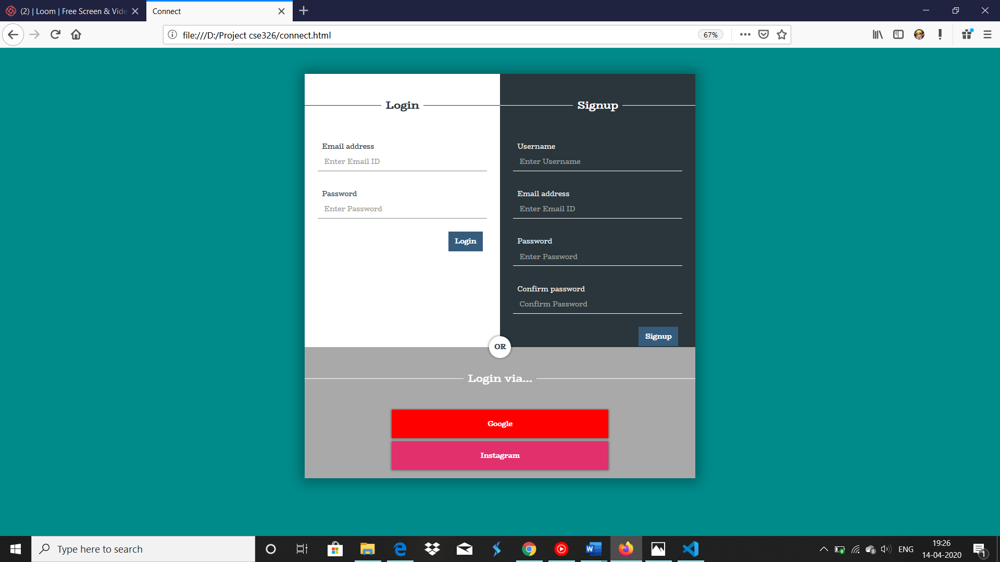 (2) | Loom | Free Screen & Vide
Connect
file:///D:/Project cse326/connect.html
67%
Login
Signup
Email address
Enter Email ID
Password
Enter Password
Login
Username
Enter Username
Email address
Enter Email ID
Password
Enter Password
Confirm password
Confirm Password
Signup
OR
Login via...
Google
Instagram
Type here to search
W
ENG
19:26
14-04-2020
1